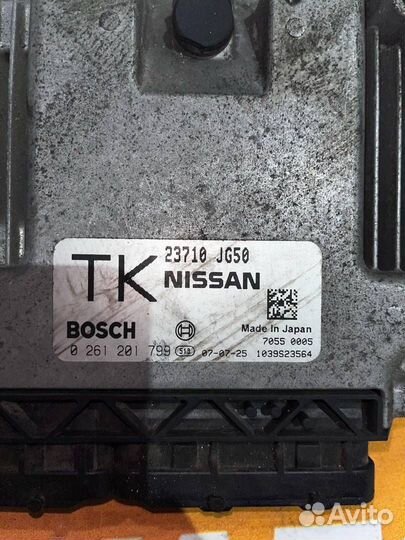 TK
23710 JG50
NISSAN
BOSCH
Made In Japan
7055 0005
0 261 201 799 S10 07-07-25 1039S23564
Avito